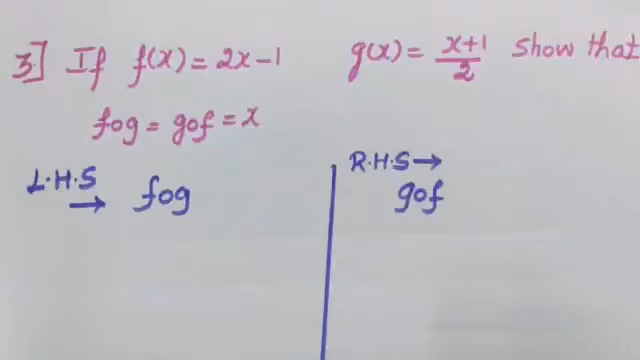 3] If f(x) = 2x-1 g(x) = x+1/2 show that
fog = gof = x
L.H.S → fog
R.H.S →
gof